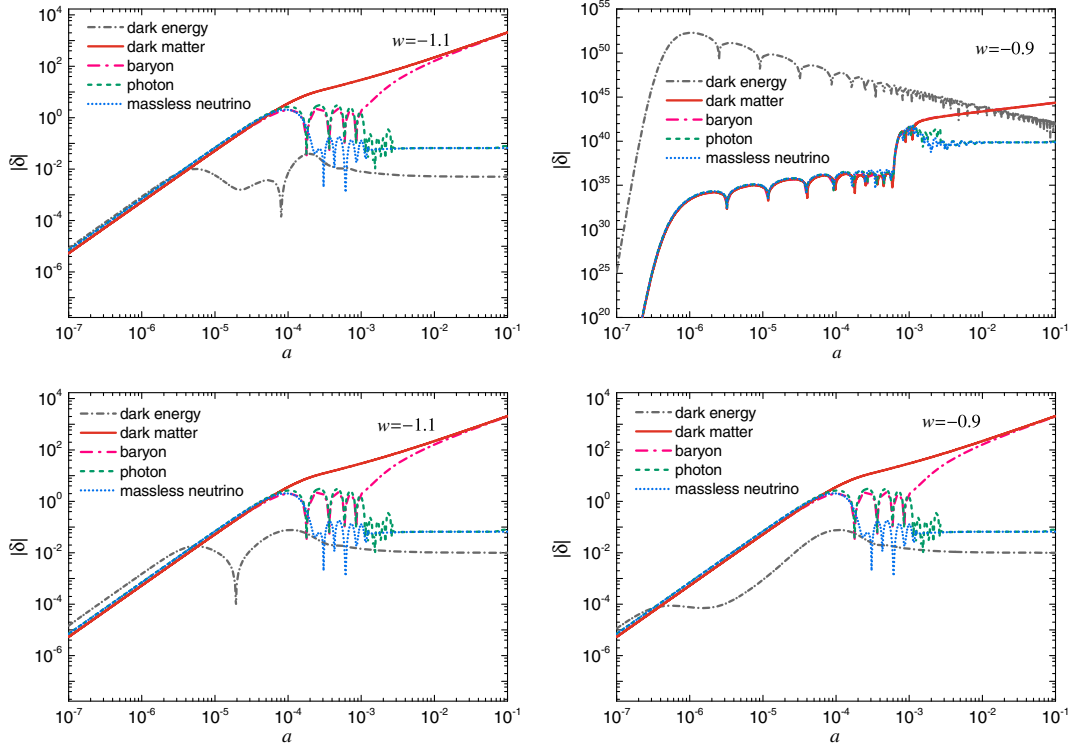 w=−1.1
dark energy
dark matter
baryon
photon
massless neutrino
|δ|
10^4
10^2
10^0
10^-2
10^-4
10^-6
10^-7 10^-6 10^-5 10^-4 10^-3 10^-2 10^-1
a
w=−0.9
dark energy
dark matter
baryon
photon
massless neutrino
|δ|
10^55
10^50
10^45
10^40
10^35
10^30
10^25
10^20
10^-7 10^-6 10^-5 10^-4 10^-3 10^-2 10^-1
a
w=−1.1
dark energy
dark matter
baryon
photon
massless neutrino
|δ|
10^4
10^2
10^0
10^-2
10^-4
10^-6
10^-7 10^-6 10^-5 10^-4 10^-3 10^-2 10^-1
a
w=−0.9
dark energy
dark matter
baryon
photon
massless neutrino
|δ|
10^4
10^2
10^0
10^-2
10^-4
10^-6
10^-7 10^-6 10^-5 10^-4 10^-3 10^-2 10^-1
a